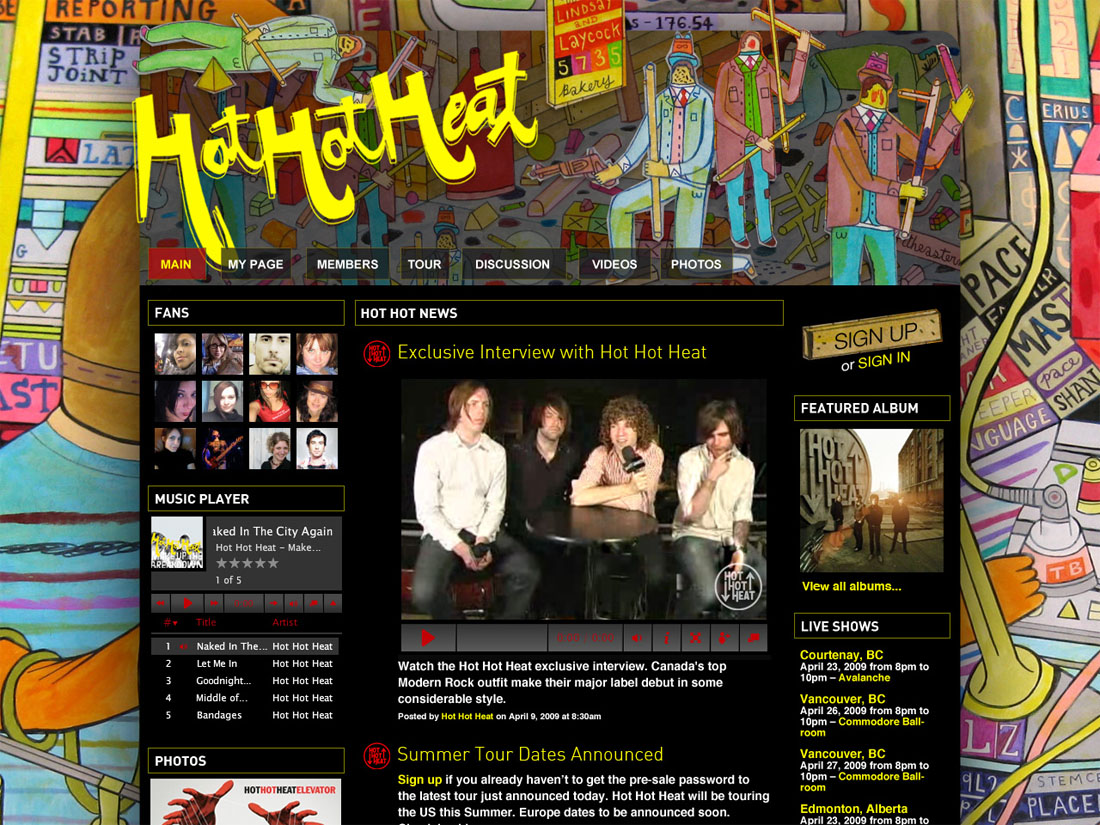 REPORTING
STAB
STRIP
JOINT
LINDSAY
AND
LAYCOCK
5735
Bakery
- 176.54
Hot Hot Heat
MAIN
MY PAGE
MEMBERS
TOUR
DISCUSSION
VIDEOS
PHOTOS
FANS
MUSIC PLAYER
aked In The City Again
Hot Hot Heat – Make...
1 of 5
# Title Artist
1 Naked In The... Hot Hot Heat
2 Let Me In Hot Hot Heat
3 Goodnight... Hot Hot Heat
4 Middle of... Hot Hot Heat
5 Bandages Hot Hot Heat
PHOTOS
HOTHOTHEATELEVATOR
HOT HOT NEWS
Exclusive Interview with Hot Hot Heat
HOT
HOT
HEAT
0:00 / 0:00
Watch the Hot Hot Heat exclusive interview. Canada's top
Modern Rock outfit make their major label debut in some
considerable style.
Posted by Hot Hot Heat on April 9, 2009 at 8:30am
Summer Tour Dates Announced
Sign up if you already haven't to get the pre-sale password to
the latest tour just announced today. Hot Hot Heat will be touring
the US this Summer. Europe dates to be announced soon.
SIGN UP
or SIGN IN
FEATURED ALBUM
HOT
HOT
HEAT
View all albums...
LIVE SHOWS
Courtenay, BC
April 23, 2009 from 8pm to
10pm – Avalanche
Vancouver, BC
April 26, 2009 from 8pm to
10pm – Commodore Ball-
room
Vancouver, BC
April 27, 2009 from 8pm to
10pm – Commodore Ball-
room
Edmonton, Alberta
April 23, 2009 from 8pm to
PACE
MAST
pace
SHAN
LANGUAGE
TB
LZ
STEMCE
PLACE